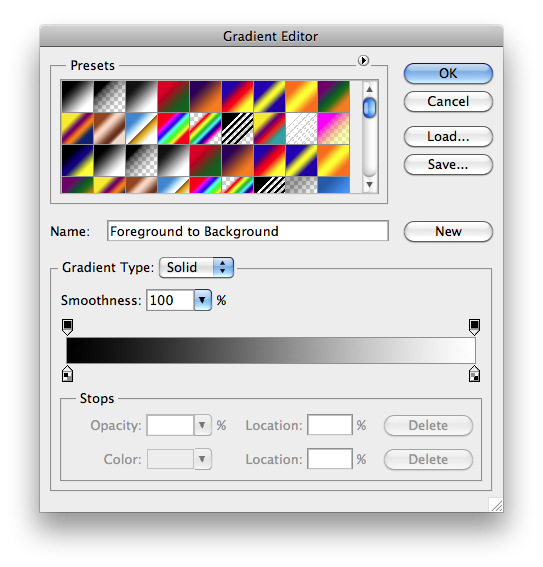 Gradient Editor
Presets
OK
Cancel
Load...
Save...
Name: Foreground to Background
New
Gradient Type: Solid
Smoothness: 100 %
Stops
Opacity: % Location: % Delete
Color: Location: % Delete